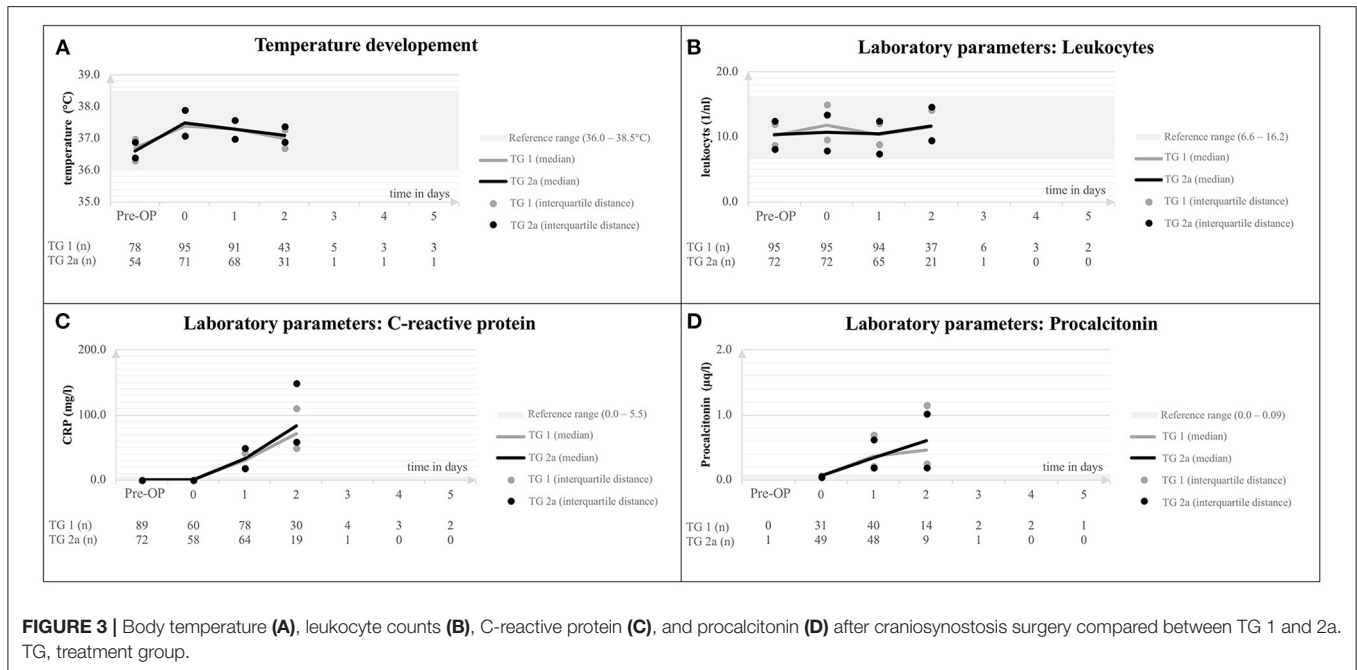 A
Temperature developement
39.0
38.0
37.0
36.0
35.0
temperature (°C)
Reference range (36.0 – 38.5°C)
TG 1 (median)
TG 2a (median)
TG 1 (interquartile distance)
TG 2a (interquartile distance)
time in days
Pre-OP 0 1 2 3 4 5
TG 1 (n) 78 95 91 43 5 3 3
TG 2a (n) 54 71 68 31 1 1 1
B
Laboratory parameters: Leukocytes
20.0
10.0
0.0
leukocyts (1/nl)
Reference range (6.6 – 16.2)
TG 1 (median)
TG 2a (median)
TG 1 (interquartile distance)
TG 2a (interquartile distance)
time in days
Pre-OP 0 1 2 3 4 5
TG 1 (n) 95 95 94 37 6 3 2
TG 2a (n) 72 72 65 21 1 0 0
C
Laboratory parameters: C-reactive protein
200.0
100.0
0.0
CRP (mg/l)
Reference range (0.0 – 5.5)
TG 1 (median)
TG 2a (median)
TG 1 (interquartile distance)
TG 2a (interquartile distance)
time in days
Pre-OP 0 1 2 3 4 5
TG 1 (n) 89 60 78 30 4 3 2
TG 2a (n) 72 58 64 19 1 0 0
D
Laboratory parameters: Procalcitonin
2.0
1.0
0.0
Procalcitonin (µq/l)
Reference range (0.0 – 0.09)
TG 1 (median)
TG 2a (median)
TG 1 (interquartile distance)
TG 2a (interquartile distance)
time in days
Pre-OP 0 1 2 3 4 5
TG 1 (n) 0 31 40 14 2 2 1
TG 2a (n) 1 49 48 9 1 0 0
FIGURE 3 | Body temperature (A), leukocyte counts (B), C-reactive protein (C), and procalcitonin (D) after craniosynostosis surgery compared between TG 1 and 2a.
TG, treatment group.